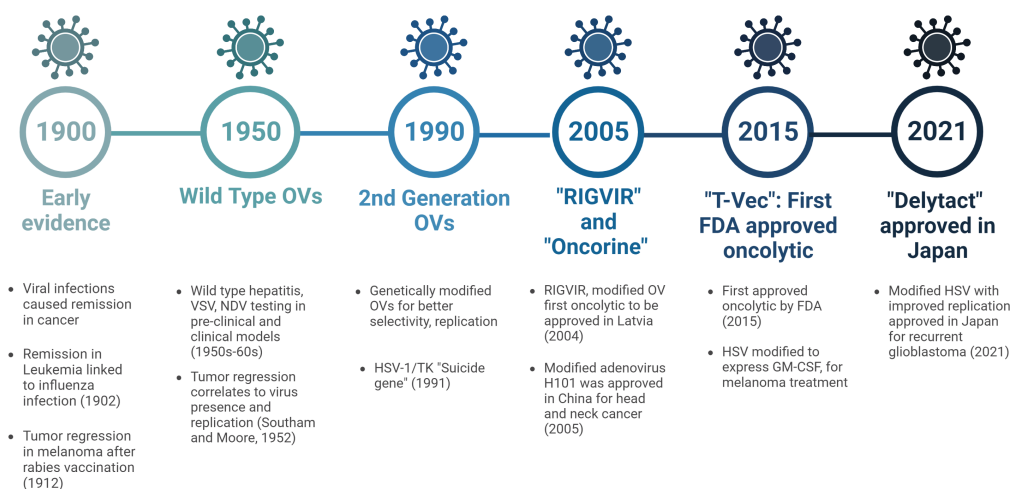 1900
1950
1990
2005
2015
2021
Early
evidence
Wild Type OVs
2nd Generation
OVs
"RIGVIR"
and
"Oncorine"
"T-Vec": First
FDA approved
oncolytic
"Delytact"
approved in
Japan
• Viral infections
caused remission
in cancer
• Remission in
Leukemia linked
to influenza
infection (1902)
• Tumor regression
in melanoma after
rabies vaccination
(1912)
• Wild type hepatitis,
VSV, NDV testing in
pre-clinical and
clinical models
(1950s-60s)
• Tumor regression
correlates to virus
presence and
replication (Southam
and Moore, 1952)
• Genetically modified
OVs for better
selectivity, replication
• HSV-1/TK "Suicide
gene" (1991)
• RIGVIR, modified OV
first oncolytic to be
approved in Latvia
(2004)
• Modified adenovirus
H101 was approved
in China for head
and neck cancer
(2005)
• First approved
oncolytic by FDA
(2015)
• HSV modified to
express GM-CSF, for
melanoma treatment
• Modified HSV with
improved replication
approved in Japan
for recurrent
glioblastoma (2021)